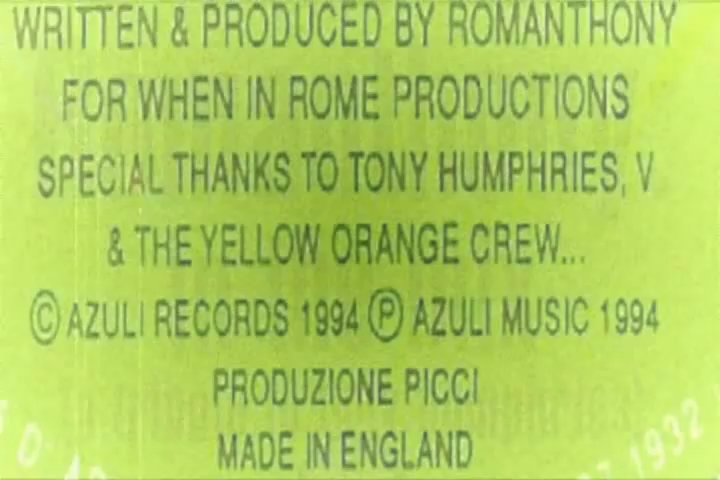 WRITTEN & PRODUCED BY ROMANTHONY
FOR WHEN IN ROME PRODUCTIONS
SPECIAL THANKS TO TONY HUMPHRIES, V
& THE YELLOW ORANGE CREW...
© AZULI RECORDS 1994 ℗ AZULI MUSIC 1994
PRODUZIONE PICCI
MADE IN ENGLAND
1932